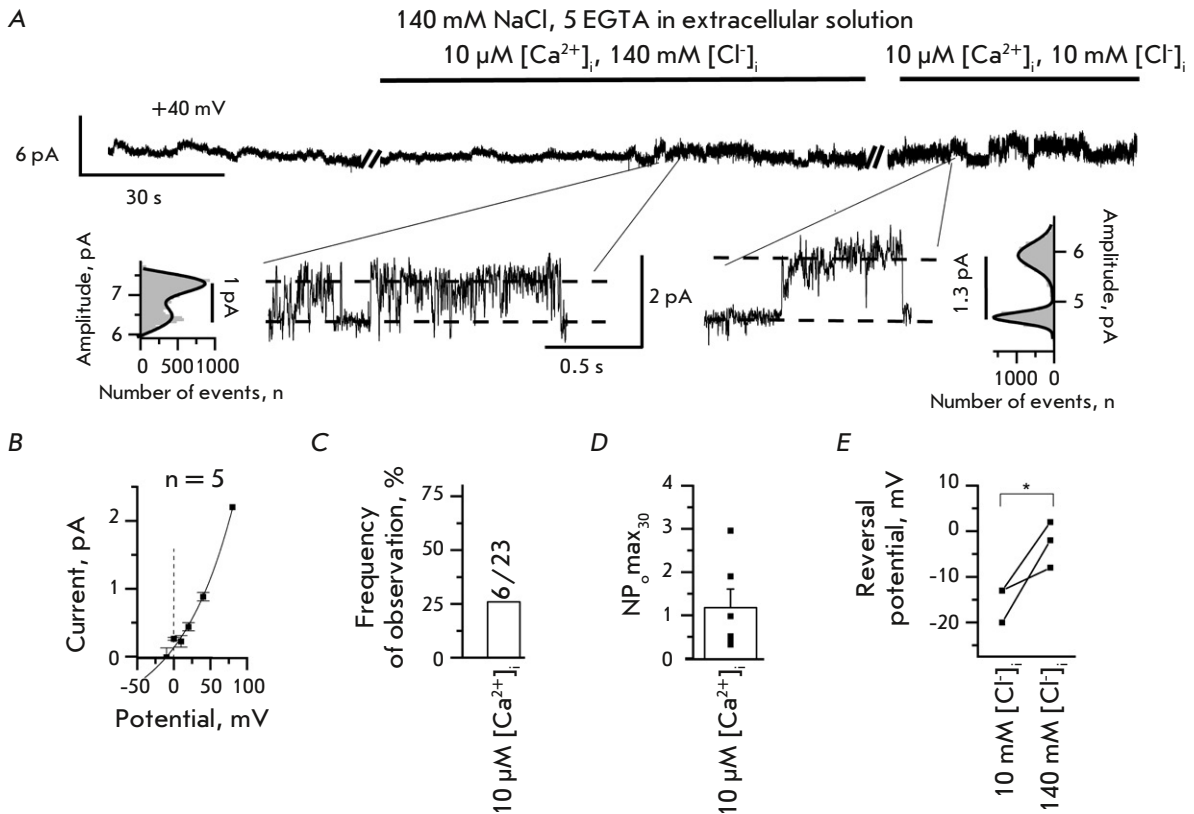 A
140 mM NaCl, 5 EGTA in extracellular solution
10 µM [Ca²⁺]ᵢ, 140 mM [Cl⁻]ᵢ
10 µM [Ca²⁺]ᵢ, 10 mM [Cl⁻]ᵢ
+40 mV
6 pA
30 s
Amplitude, pA
7
6
1 pA
0 5001000
Number of events, n
2 pA
0.5 s
1.3 pA
6
5
Amplitude, pA
1000 0
Number of events, n
B
n = 5
Current, pA
2
1
0
-50 0 50 100
Potential, mV
C
Frequency
of observation, %
75
50
25
0
6/23
10 µM [Ca²⁺]ᵢ
D
NPₒmax₃₀
4
3
2
1
0
10 µM [Ca²⁺]ᵢ
E
Reversal
potential, mV
10
0
-10
-20
*
10 mM [Cl⁻]ᵢ
140 mM [Cl⁻]ᵢ